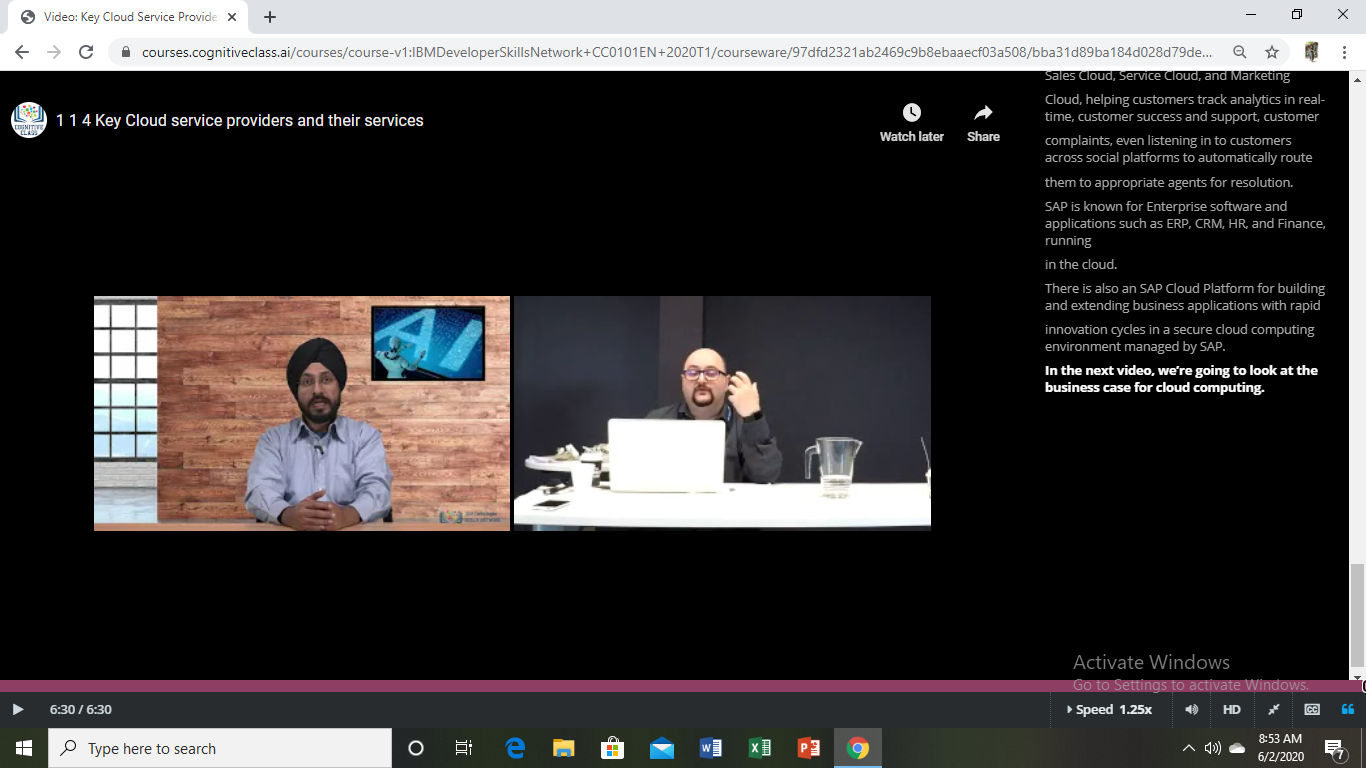 Video: Key Cloud Service Provide
courses.cognitiveclass.ai/courses/course-v1:IBMDeveloperSkillsNetwork+CC0101EN+2020T1/courseware/97dfd2321ab2469c9b8ebaaecf03a508/bba31d89ba184d028d79de...
COGNITIVE
CLASS
1 1 4 Key Cloud service providers and their services
Watch later
Share
AI
Sales Cloud, Service Cloud, and Marketing
Cloud, helping customers track analytics in real-
time, customer success and support, customer
complaints, even listening in to customers
across social platforms to automatically route
them to appropriate agents for resolution.
SAP is known for Enterprise software and
applications such as ERP, CRM, HR, and Finance,
running
in the cloud.
There is also an SAP Cloud Platform for building
and extending business applications with rapid
innovation cycles in a secure cloud computing
environment managed by SAP.
In the next video, we’re going to look at the
business case for cloud computing.
Activate Windows
Go to Settings to activate Windows.
6:30 / 6:30
Speed 1.25x
HD
CC
Type here to search
8:53 AM
6/2/2020
7